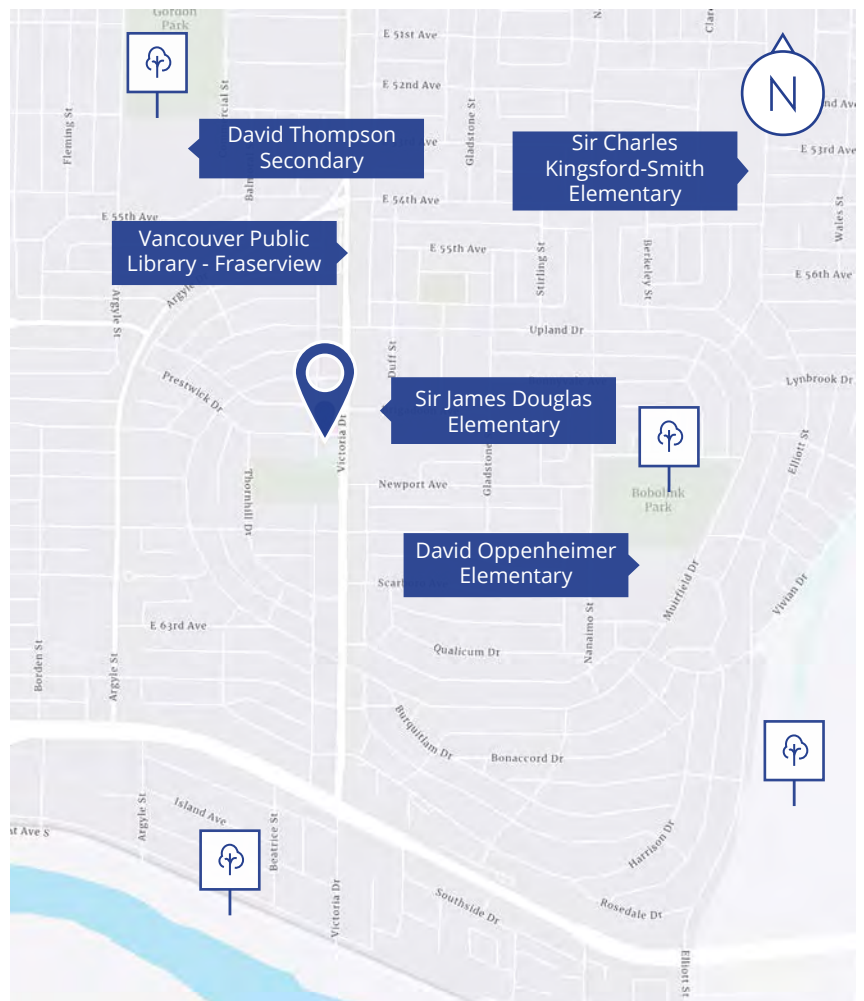 Gordon
Park
E 51st Ave
E 52nd Ave
N
Fleming St
Gladstone St
David Thompson
Secondary
Sir Charles
Kingsford-Smith
Elementary
E 53rd Ave
E 54th Ave
E 55th Ave
Wales St
Vancouver Public
Library - Fraserview
E 55th Ave
Stirling St
Berkeley St
E 56th Ave
Argyle St
Upland Dr
Duff St
Prestwick Dr
Lynbrook Dr
Sir James Douglas
Elementary
Victoria Dr
Elliott St
Gladstone
Thornhill Dr
Newport Ave
Bobolink
Park
David Oppenheimer
Elementary
Muirfield Dr
Vivian Dr
E 63rd Ave
Nanaimo St
Qualicum Dr
Borden St
Argyle St
Burquitlam Dr
Bonaccord Dr
Island Ave
Argyle St
Beatrice St
Harrison Dr
Ave S
Southside Dr
Victoria Dr
Rosedale Dr
Elliott St